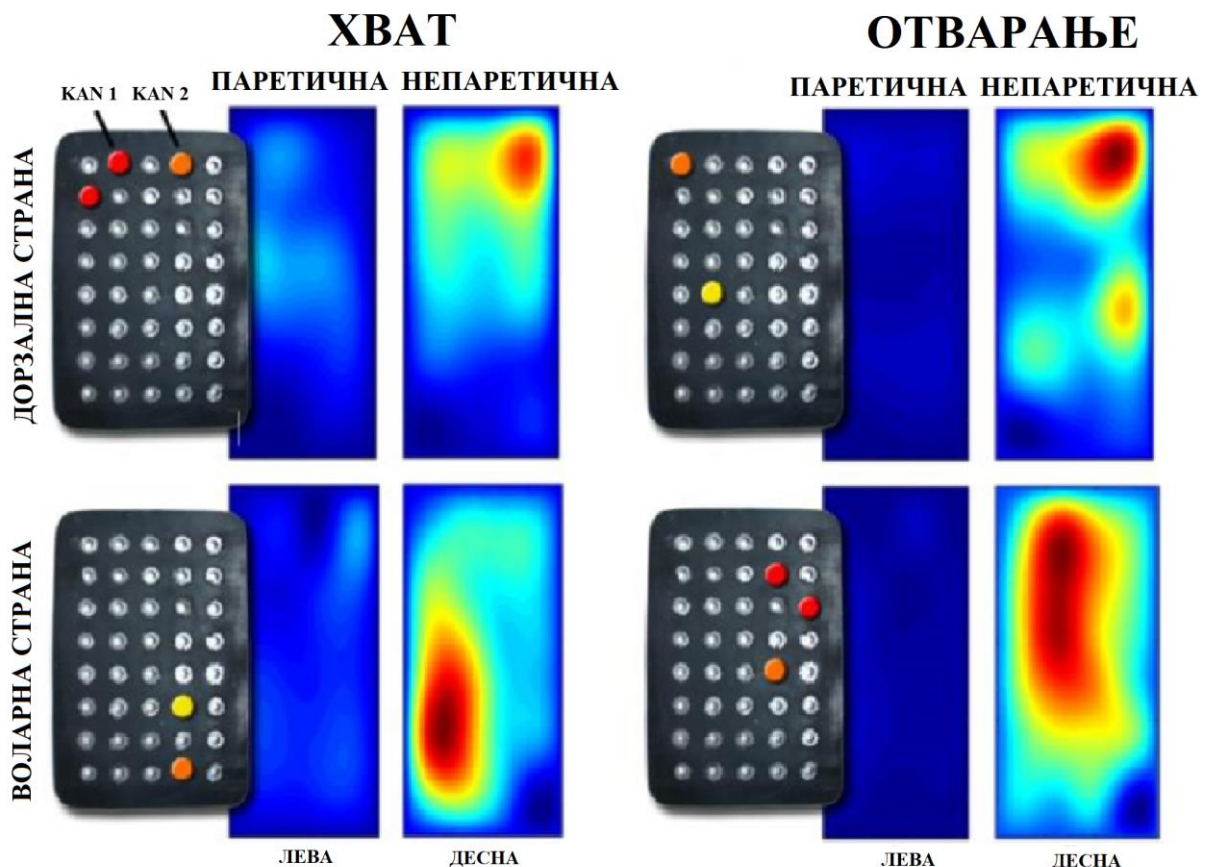 ХВАТ
ОТВАРАЊЕ
ПАРЕТИЧНА НЕПАРЕТИЧНА
ПАРЕТИЧНА НЕПАРЕТИЧНА
KAN 1 KAN 2
ДОРЗАЛНА СТРАНА
ВОЛАРНА СТРАНА
ЛЕВА
ДЕСНА
ЛЕВА
ДЕСНА